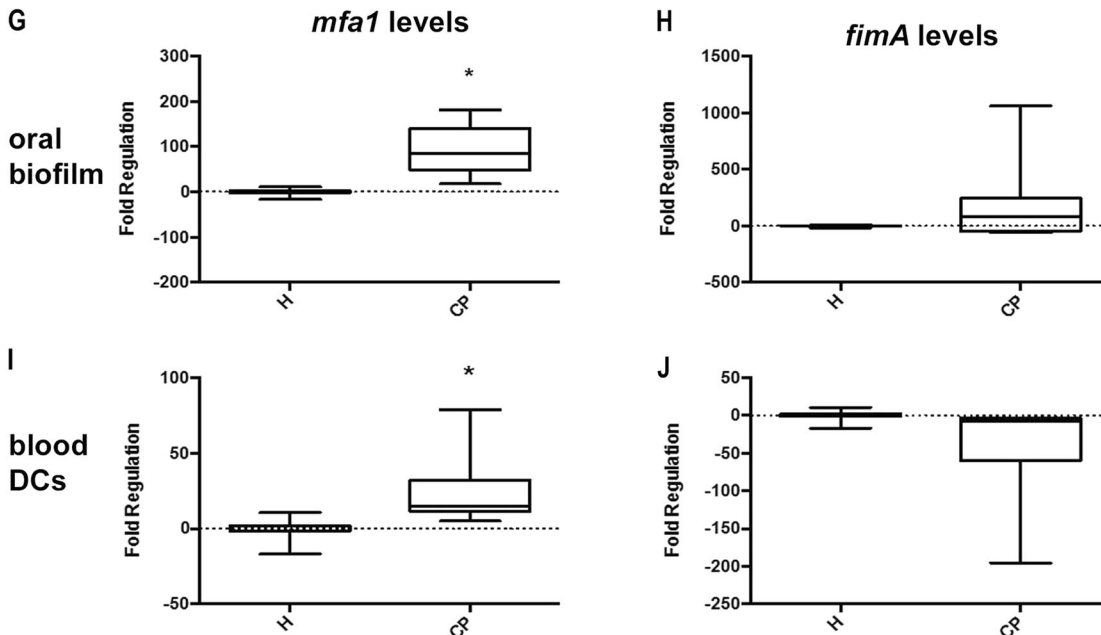 G
mfa1 levels
H
fimA levels
oral
biofilm
Fold Regulation
300
200
100
0
-100
-200
*
H
CP
Fold Regulation
1500
1000
500
0
-500
H
CP
I
blood
DCs
Fold Regulation
100
50
0
-50
*
H
CP
J
Fold Regulation
50
0
-50
-100
-150
-200
-250
H
CP